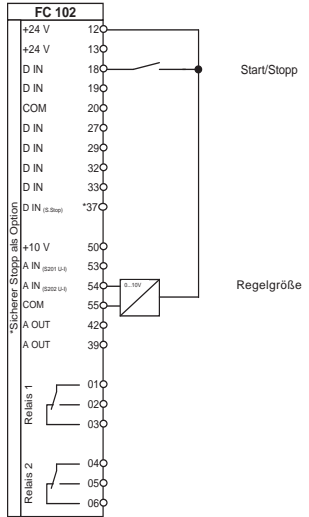 FC 102
+24 V 12
+24 V 13
D IN 18 Start/Stopp
D IN 19
COM 20
D IN 27
D IN 29
D IN 32
D IN 33
D IN (S.Stop) *37
*Sicherer Stopp als Option
+10 V 50
A IN (S201 U-I) 53
A IN (S202 U-I) 54 0...10V Regelgröße
COM 55
A OUT 42
A OUT 39
Relais 1
01
02
03
Relais 2
04
05
06